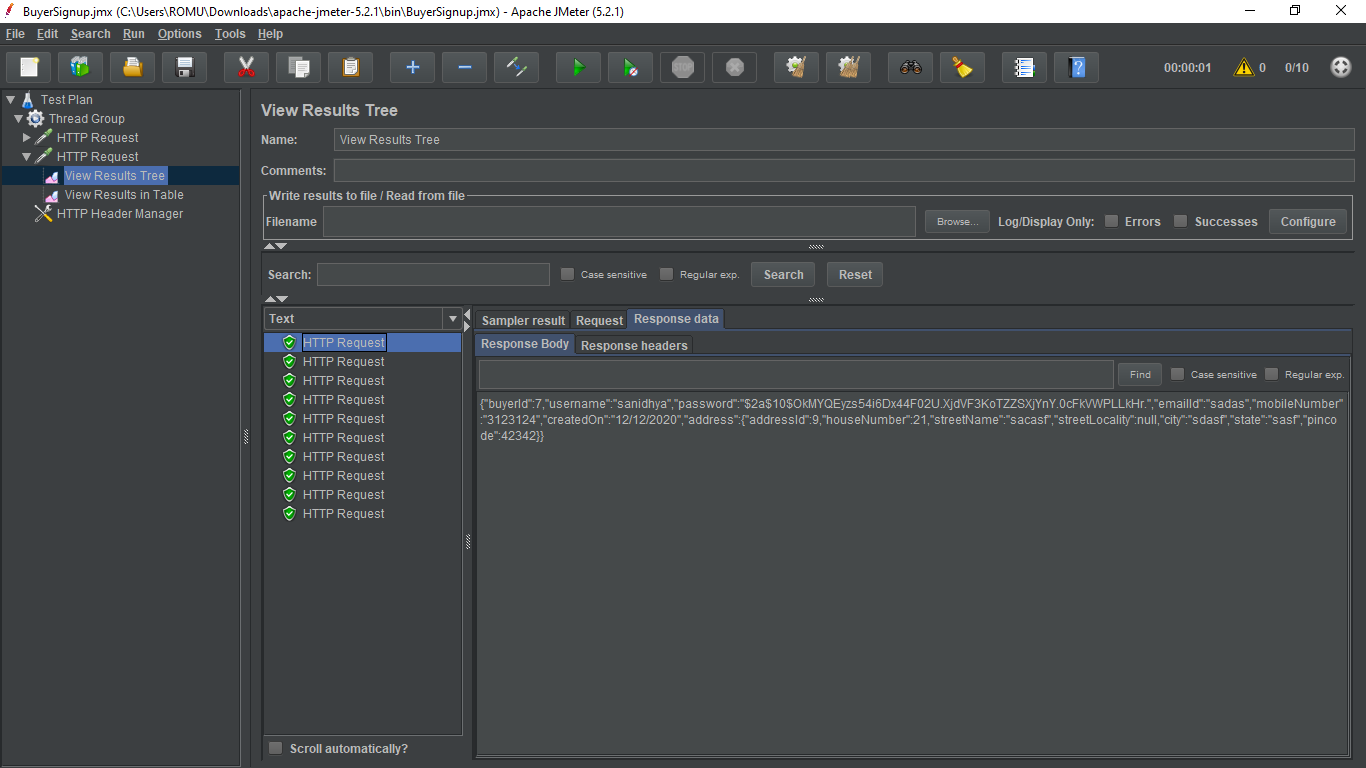 BuyerSignup.jmx (C:\Users\ROMU\Downloads\apache-jmeter-5.2.1\bin\BuyerSignup.jmx) - Apache JMeter (5.2.1)
File Edit Search Run Options Tools Help
STOP 00:00:01 0 0/10
Test Plan
Thread Group
HTTP Request
HTTP Request
View Results Tree
View Results in Table
HTTP Header Manager
View Results Tree
Name: View Results Tree
Comments:
Write results to file / Read from file
Filename Browse... Log/Display Only: Errors Successes Configure
Search: Case sensitive Regular exp. Search Reset
Text
HTTP Request
HTTP Request
HTTP Request
HTTP Request
HTTP Request
HTTP Request
HTTP Request
HTTP Request
HTTP Request
HTTP Request
Scroll automatically?
Sampler result Request Response data
Response Body Response headers
Find Case sensitive Regular exp.
{"buyerId":7,"username":"sanidhya","password":"$2a$10$OkMYQEyzs54i6Dx44F02U.XjdVF3KoTZZSXjYnY.0cFkVWPLLkHr.","emailId":"sadas","mobileNumber"
:"3123124","createdOn":"12/12/2020","address":{"addressId":9,"houseNumber":21,"streetName":"sacasf","streetLocality":null,"city":"sdasf","state":"sasf","pinco
de":42342}}